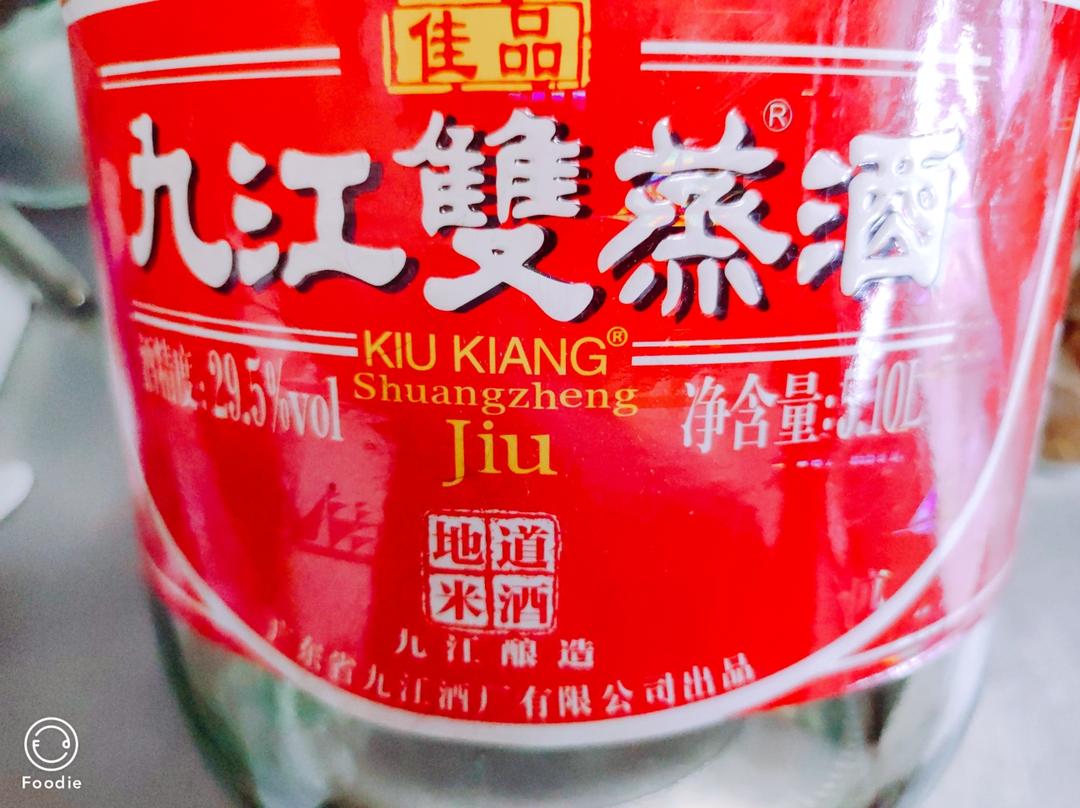 佳品
九江雙蒸酒®
KIU KIANG®
酒精度:29.5%vol
Shuangzheng
净含量:5.10L
Jiu
地道
米酒
九江酿造
广东省九江酒厂有限公司出品
Foodie